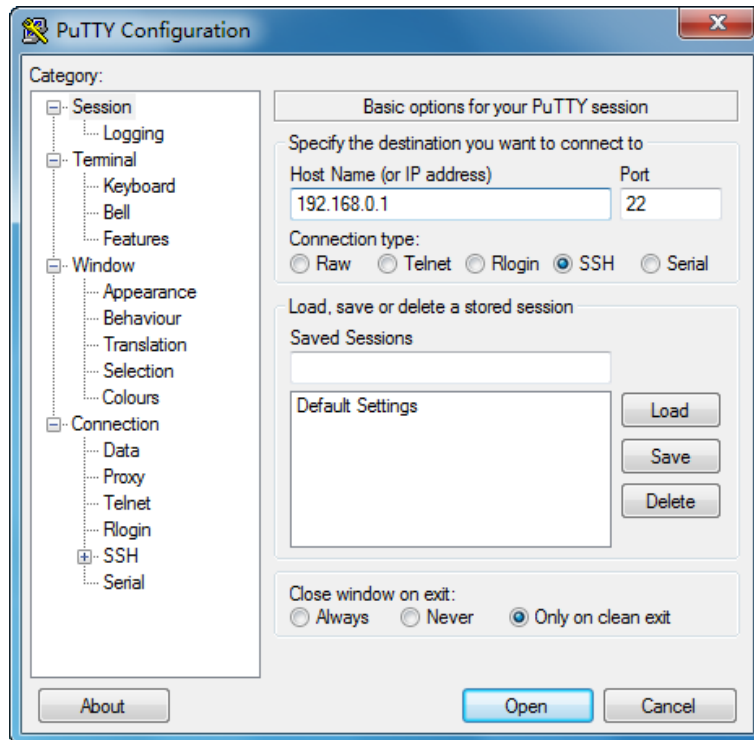 PuTTY Configuration
Category:
Session
Logging
Terminal
Keyboard
Bell
Features
Window
Appearance
Behaviour
Translation
Selection
Colours
Connection
Data
Proxy
Telnet
Rlogin
SSH
Serial
Basic options for your PuTTY session
Specify the destination you want to connect to
Host Name (or IP address) Port
192.168.0.1 22
Connection type:
Raw Telnet Rlogin SSH Serial
Load, save or delete a stored session
Saved Sessions
Default Settings
Load
Save
Delete
Close window on exit:
Always Never Only on clean exit
About Open Cancel